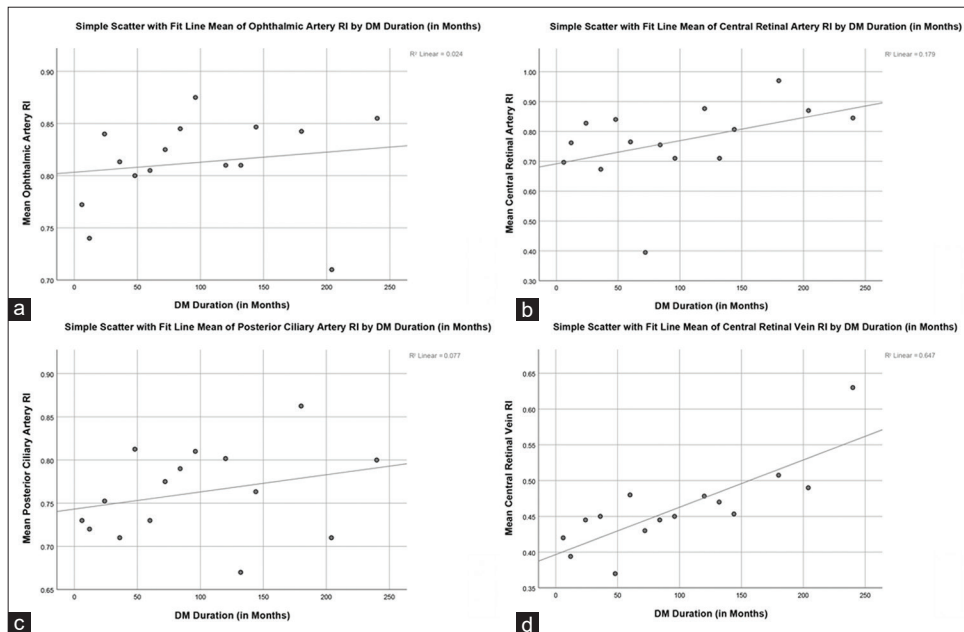 Simple Scatter with Fit Line Mean of Ophthalmic Artery RI by DM Duration (in Months)
R² Linear = 0.024
Mean Ophthalmic Artery RI
0.90
0.85
0.80
0.75
0.70
0 50 100 150 200 250
DM Duration (in Months)
a
Simple Scatter with Fit Line Mean of Central Retinal Artery RI by DM Duration (in Months)
R² Linear = 0.179
Mean Central Retinal Artery RI
1.00
0.90
0.80
0.70
0.60
0.50
0.40
0.30
0 50 100 150 200 250
DM Duration (in Months)
b
Simple Scatter with Fit Line Mean of Posterior Ciliary Artery RI by DM Duration (in Months)
R² Linear = 0.077
Mean Posterior Ciliary Artery RI
0.90
0.85
0.80
0.75
0.70
0.65
0 50 100 150 200 250
DM Duration (in Months)
c
Simple Scatter with Fit Line Mean of Central Retinal Vein RI by DM Duration (in Months)
R² Linear = 0.647
Mean Central Retinal Vein RI
0.65
0.60
0.55
0.50
0.45
0.40
0.35
0 50 100 150 200 250
DM Duration (in Months)
d